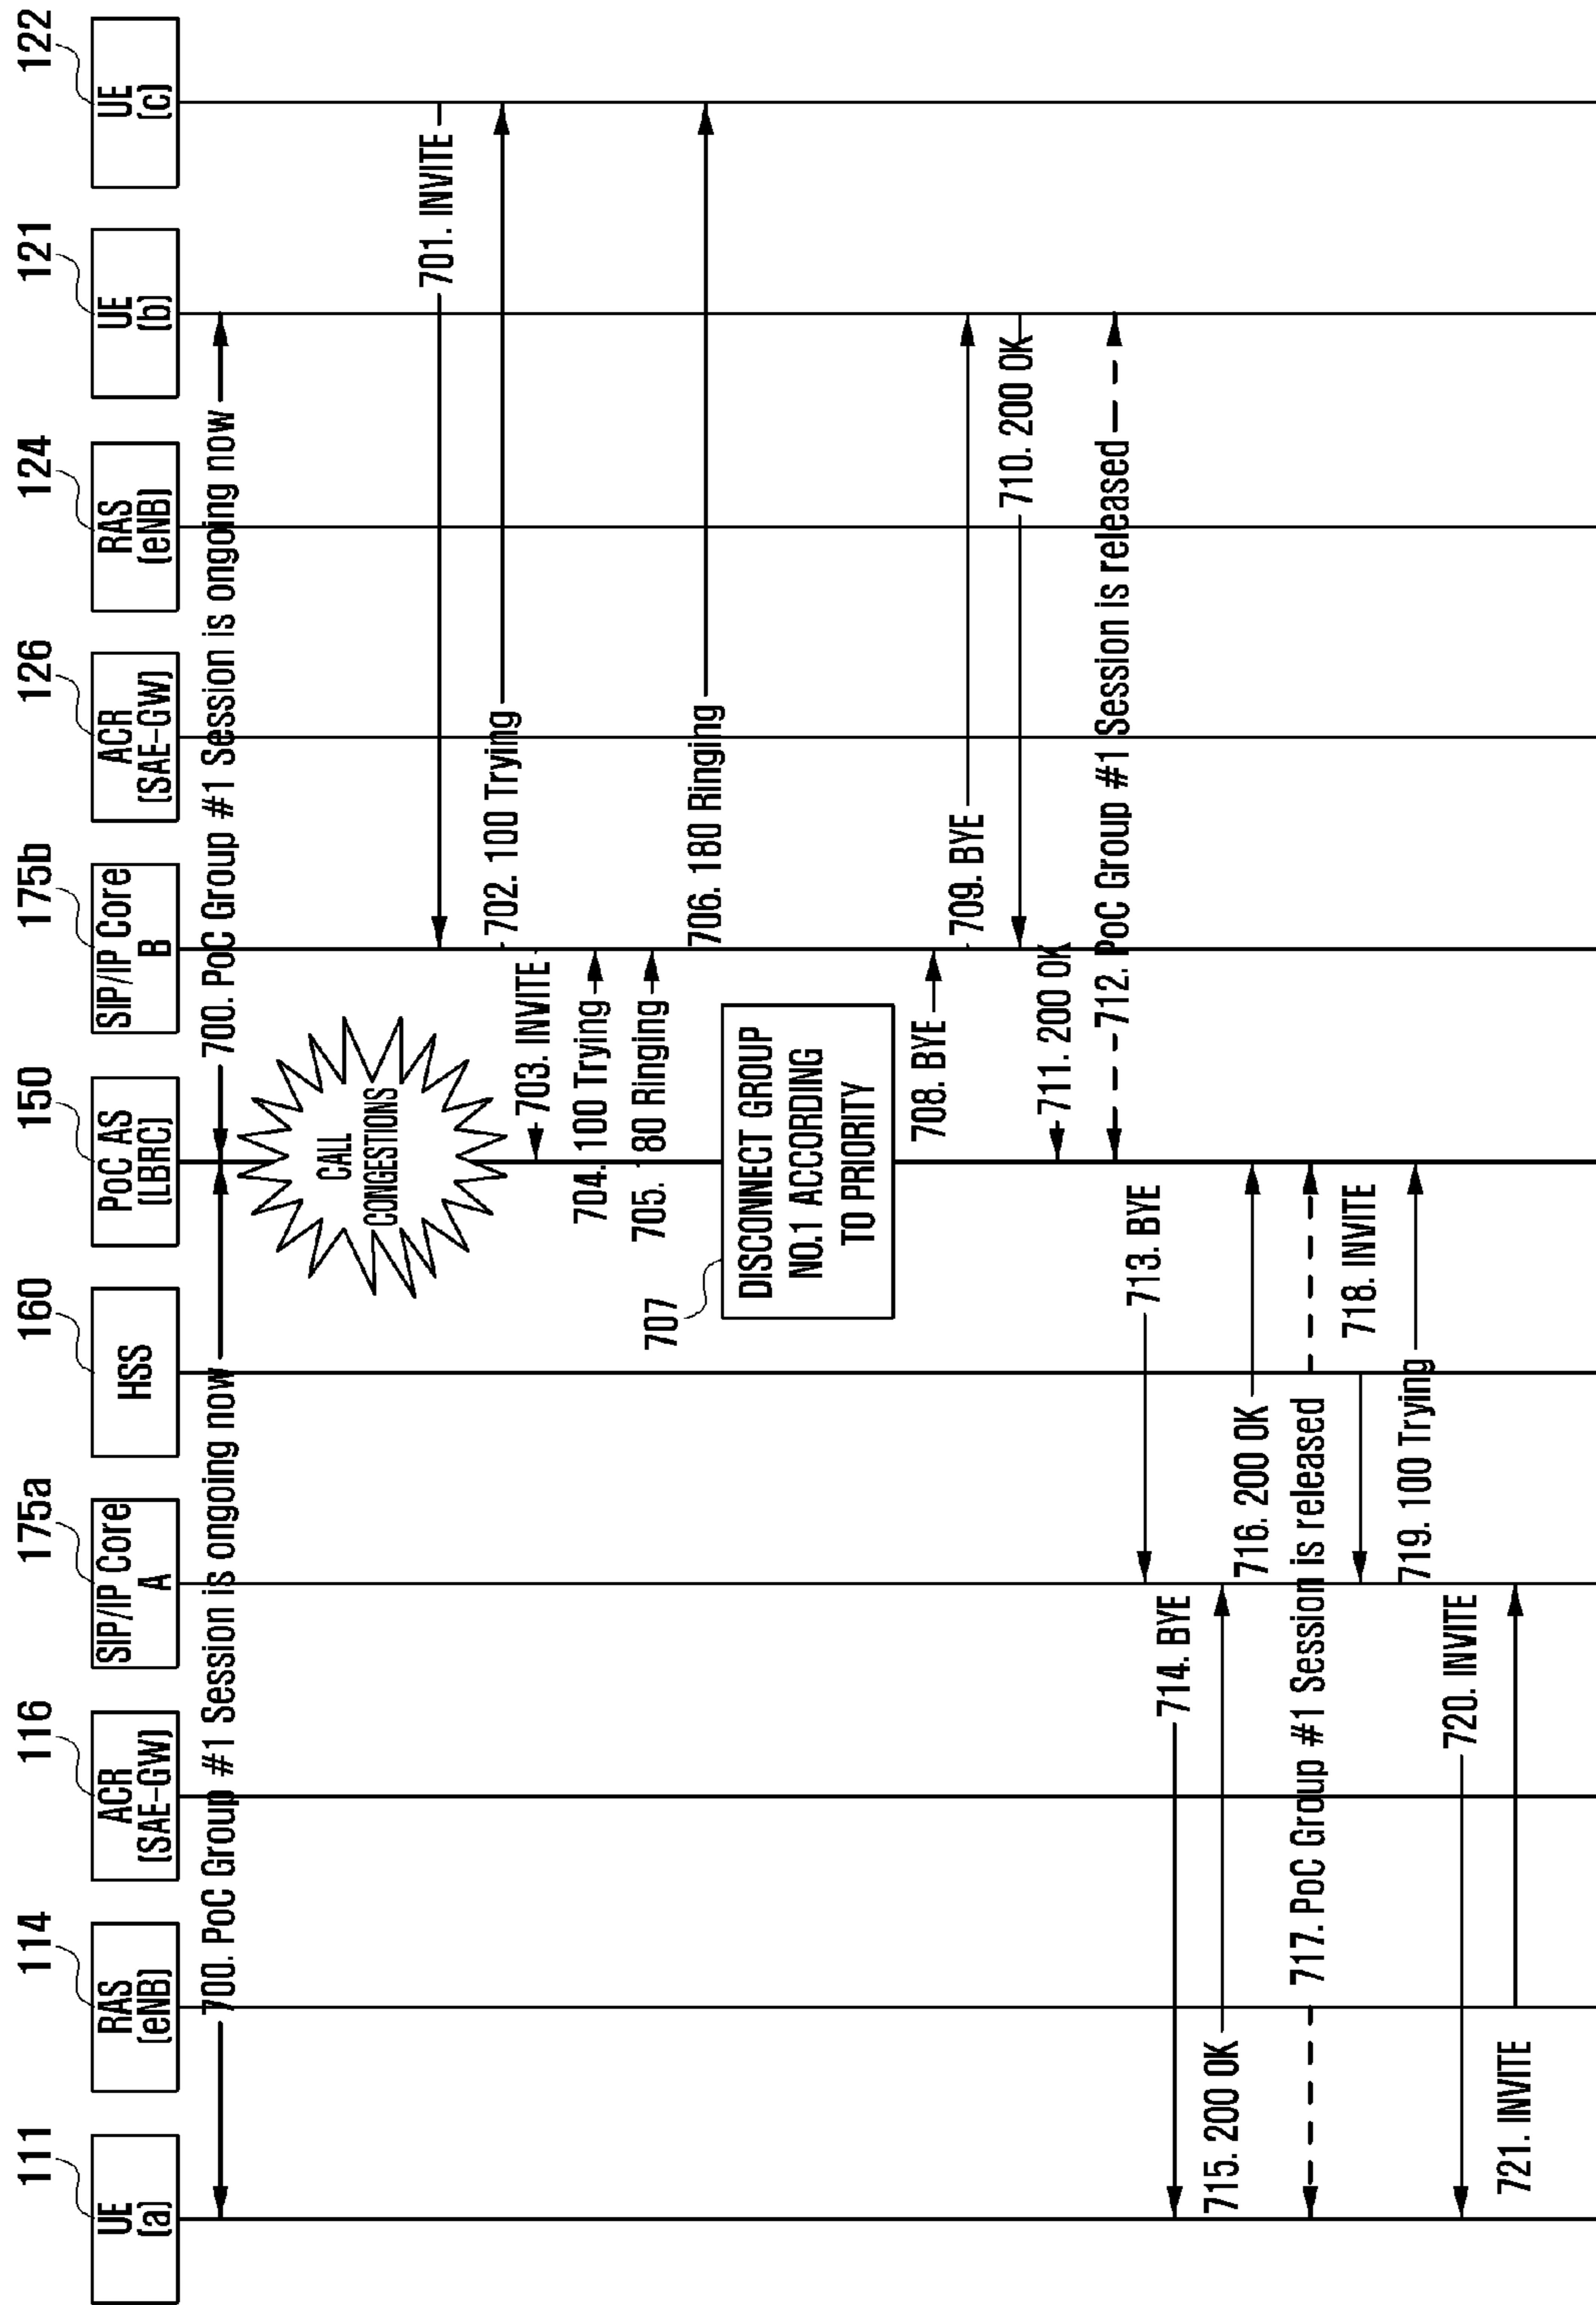 111
114
116
175a
160
150
175b
126
124
121
122
UE
(a)
RAS
(eNB)
ACR
(SAE-GW)
SIP/IP Core
A
HSS
PoC AS
(LBRC)
SIP/IP Core
B
ACR
(SAE-GW)
RAS
(eNB)
UE
(b)
UE
(c)
700. PoC Group #1 Session is ongoing now
700. PoC Group #1 Session is ongoing now
CALL
CONGESTIONS
701. INVITE
702. 100 Trying
703. INVITE
704. 100 Trying
705. 180 Ringing
706. 180 Ringing
707
DISCONNECT GROUP
NO.1 ACCORDING
TO PRIORITY
708. BYE
709. BYE
710. 200 OK
711. 200 OK
712. PoC Group #1 Session is released
713. BYE
714. BYE
715. 200 OK
716. 200 OK
717. PoC Group #1 Session is released
718. INVITE
719. 100 Trying
720. INVITE
721. INVITE